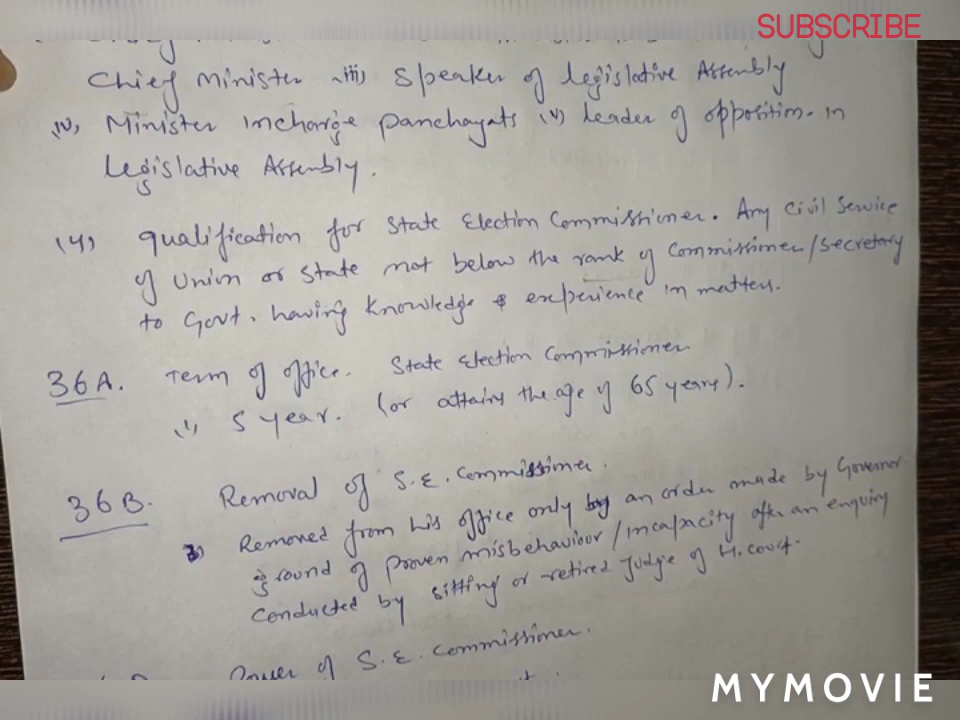 SUBSCRIBE
Chief Minister (iii) Speaker of legislative Assembly
(iv) Minister incharge panchayats (v) leader of opposition in
legislative Assembly.
(4) qualification for State Election Commissioner. Any civil service
of Union or State not below the rank of Commissioner/secretary
to Govt. having knowledge & experience in matters.
36A. Term of office. State Election Commissioner
(i) 5 year. (or attains the age of 65 years).
36B. Removal of S.E. Commissioner.
Removed from his office only by an order made by Governor
ground of proven misbehaviour/incapacity after an enquiry
conducted by sitting or retired Judge of H. court.
Power of S.E. Commissioner.
MYMOVIE